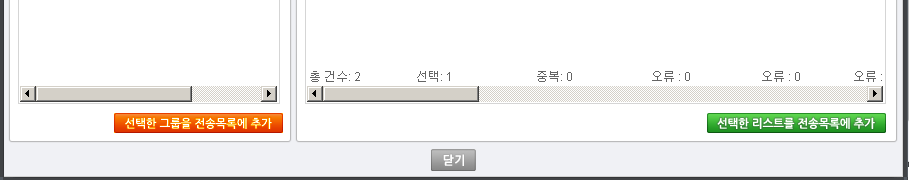 총 건수: 2 선택: 1 중복: 0 오류 : 0 오류 : 0 오류 :
선택한 그룹을 전송목록에 추가 선택한 리스트를 전송목록에 추가
닫기